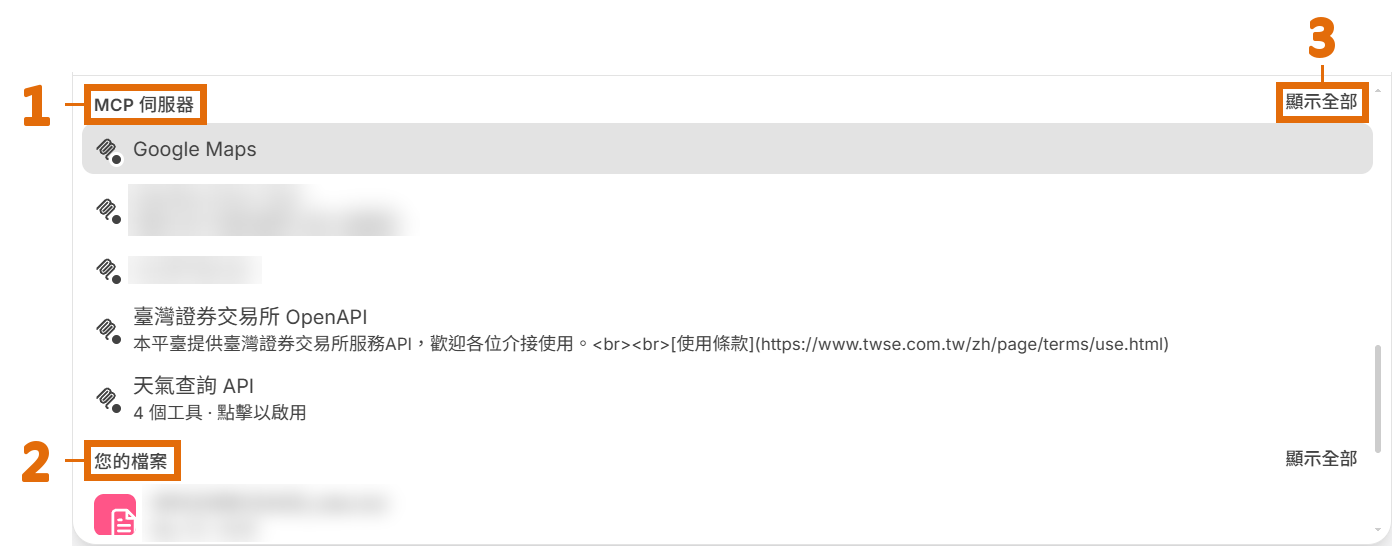 3
1
MCP 伺服器
顯示全部
Google Maps
臺灣證券交易所 OpenAPI
本平臺提供臺灣證券交易所服務API，歡迎各位介接使用。<br><br>[使用條款](https://www.twse.com.tw/zh/page/terms/use.html)
天氣查詢 API
4 個工具 · 點擊以啟用
2
您的檔案
顯示全部